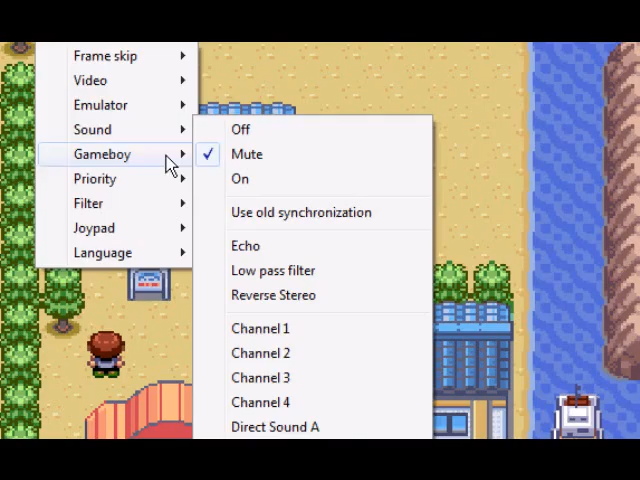 Frame skip
Video
Emulator
Sound
Gameboy
Priority
Filter
Joypad
Language
Off
Mute
On
Use old synchronization
Echo
Low pass filter
Reverse Stereo
Channel 1
Channel 2
Channel 3
Channel 4
Direct Sound A